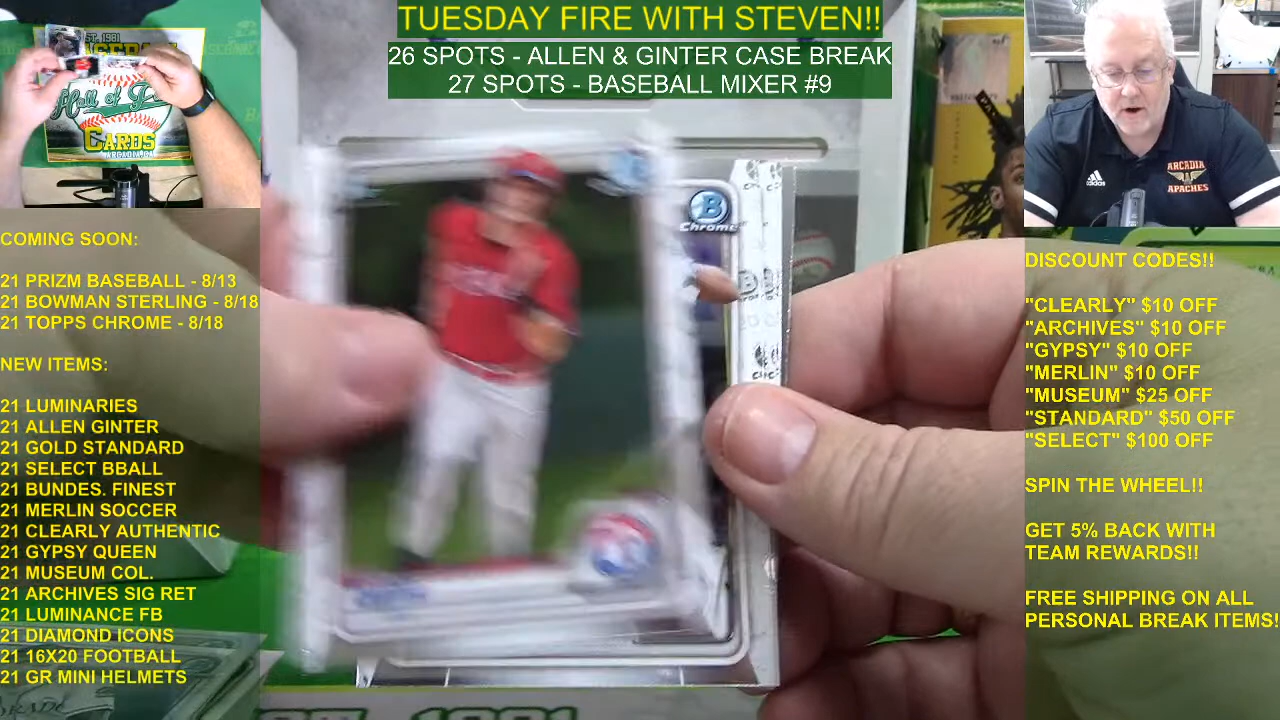 TUESDAY FIRE WITH STEVEN!!
26 SPOTS - ALLEN & GINTER CASE BREAK
27 SPOTS - BASEBALL MIXER #9
EST. 1981
Hall of
CARDS
ARCADIA, CA
COMING SOON:
21 PRIZM BASEBALL - 8/13
21 BOWMAN STERLING - 8/18
21 TOPPS CHROME - 8/18
NEW ITEMS:
21 LUMINARIES
21 ALLEN GINTER
21 GOLD STANDARD
21 SELECT BBALL
21 BUNDES. FINEST
21 MERLIN SOCCER
21 CLEARLY AUTHENTIC
21 GYPSY QUEEN
21 MUSEUM COL.
21 ARCHIVES SIG RET
21 LUMINANCE FB
21 DIAMOND ICONS
21 16X20 FOOTBALL
21 GR MINI HELMETS
B
Chrome
adidas
ARCADIA
APACHES
DISCOUNT CODES!!
"CLEARLY" $10 OFF
"ARCHIVES" $10 OFF
"GYPSY" $10 OFF
"MERLIN" $10 OFF
"MUSEUM" $25 OFF
"STANDARD" $50 OFF
"SELECT" $100 OFF
SPIN THE WHEEL!!
GET 5% BACK WITH
TEAM REWARDS!!
FREE SHIPPING ON ALL
PERSONAL BREAK ITEMS!